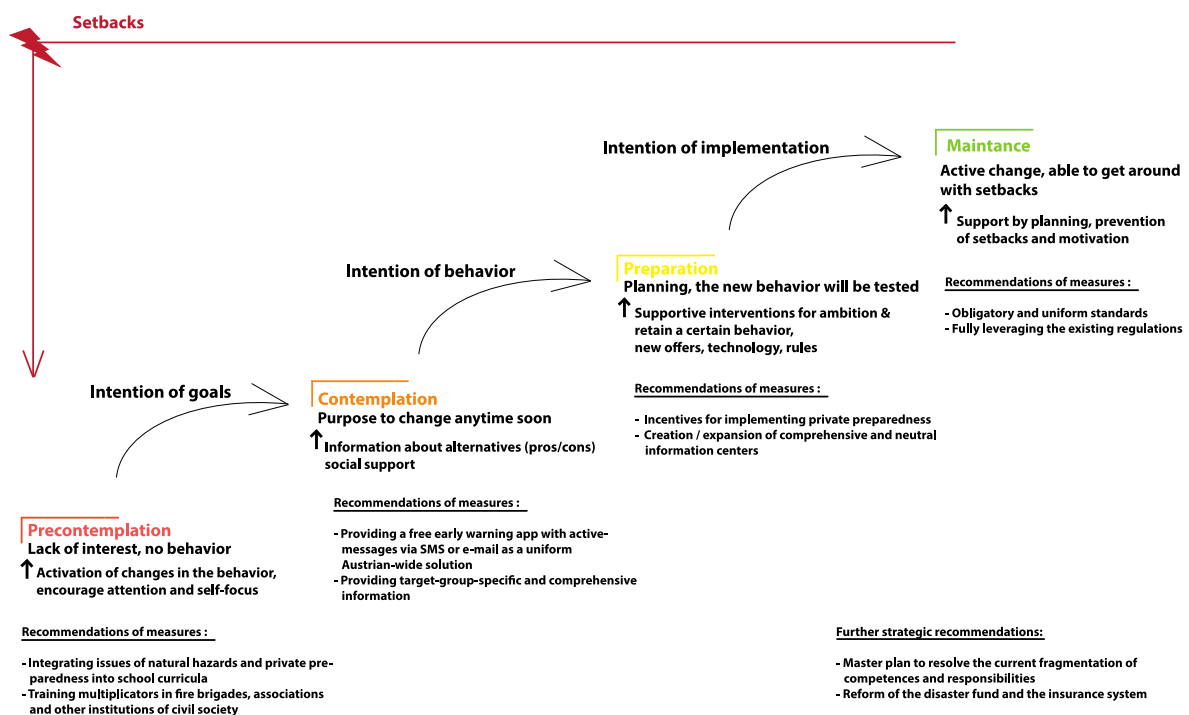 Setbacks
Intention of implementation
Maintance
Active change, able to get around
with setbacks
↑ Support by planning, prevention
of setbacks and motivation
Recommendations of measures :
- Obligatory and uniform standards
- Fully leveraging the existing regulations
Intention of behavior
Preparation
Planning, the new behavior will be tested
↑ Supportive interventions for ambition &
retain a certain behavior,
new offers, technology, rules
Recommendations of measures :
- Incentives for implementing private preparedness
- Creation / expansion of comprehensive and neutral
information centers
Intention of goals
Contemplation
Purpose to change anytime soon
↑ Information about alternatives (pros/cons)
social support
Recommendations of measures :
- Providing a free early warning app with active-
messages via SMS or e-mail as a uniform
Austrian-wide solution
- Providing target-group-specific and comprehensive
information
Precontemplation
Lack of interest, no behavior
↑ Activation of changes in the behavior,
encourage attention and self-focus
Recommendations of measures :
- Integrating issues of natural hazards and private pre-
paredness into school curricula
- Training multiplicators in fire brigades, associations
and other institutions of civil society
Further strategic recommendations:
- Master plan to resolve the current fragmentation of
competences and responsibilities
- Reform of the disaster fund and the insurance system